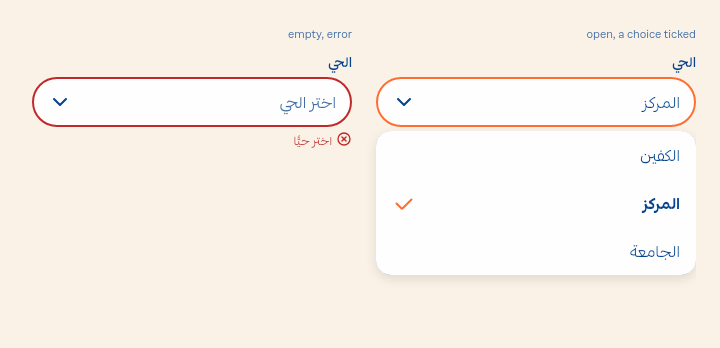 open, a choice ticked
الحي
المركز
الكفين
المركز
الجامعة
empty, error
الحي
اختر الحي
اختر حيًّا